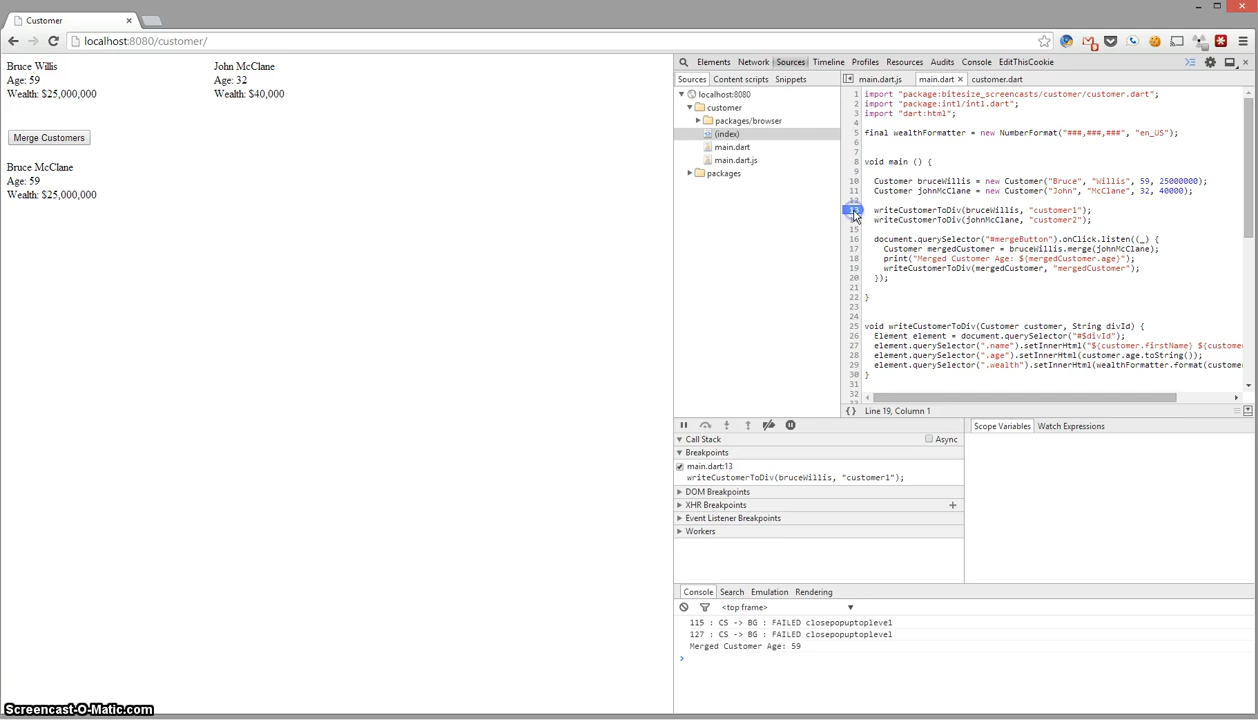 Customer
localhost:8080/customer/
Bruce Willis
Age: 59
Wealth: $25,000,000
John McClane
Age: 32
Wealth: $40,000
Merge Customers
Bruce McClane
Age: 59
Wealth: $25,000,000
Elements Network Sources Timeline Profiles Resources Audits Console EditThisCookie
Sources Content scripts Snippets
main.dart.js main.dart customer.dart
localhost:8080
customer
packages/browser
(index)
main.dart
main.dart.js
packages
1 import "package:bitesize_screencasts/customer/customer.dart";
2 import "package:intl/intl.dart";
3 import "dart:html";
4
5 final wealthFormatter = new NumberFormat("###,###,###", "en_US");
6
7
8 void main () {
9
10 Customer bruceWillis = new Customer("Bruce", "Willis", 59, 25000000);
11 Customer johnMcClane = new Customer("John", "McClane", 32, 40000);
12
13 writeCustomerToDiv(bruceWillis, "customer1");
writeCustomerToDiv(johnMcClane, "customer2");
15
16 document.querySelector("#mergeButton").onClick.listen((_) {
17 Customer mergedCustomer = bruceWillis.merge(johnMcClane);
18 print("Merged Customer Age: ${mergedCustomer.age}");
19 writeCustomerToDiv(mergedCustomer, "mergedCustomer");
20 });
21
22 }
23
24
25 void writeCustomerToDiv(Customer customer, String divId) {
26 Element element = document.querySelector("#$divId");
27 element.querySelector(".name").setInnerHtml("${customer.firstName} ${custome
28 element.querySelector(".age").setInnerHtml(customer.age.toString());
29 element.querySelector(".wealth").setInnerHtml(wealthFormatter.format(custome
30 }
31
32
{} Line 19, Column 1
Call Stack
Async
Breakpoints
main.dart:13
writeCustomerToDiv(bruceWillis, "customer1");
DOM Breakpoints
XHR Breakpoints
Event Listener Breakpoints
Workers
Scope Variables Watch Expressions
Console Search Emulation Rendering
<top frame>
115 : CS -> BG : FAILED closepopuptoplevel
127 : CS -> BG : FAILED closepopuptoplevel
Merged Customer Age: 59
Screencast-O-Matic.com